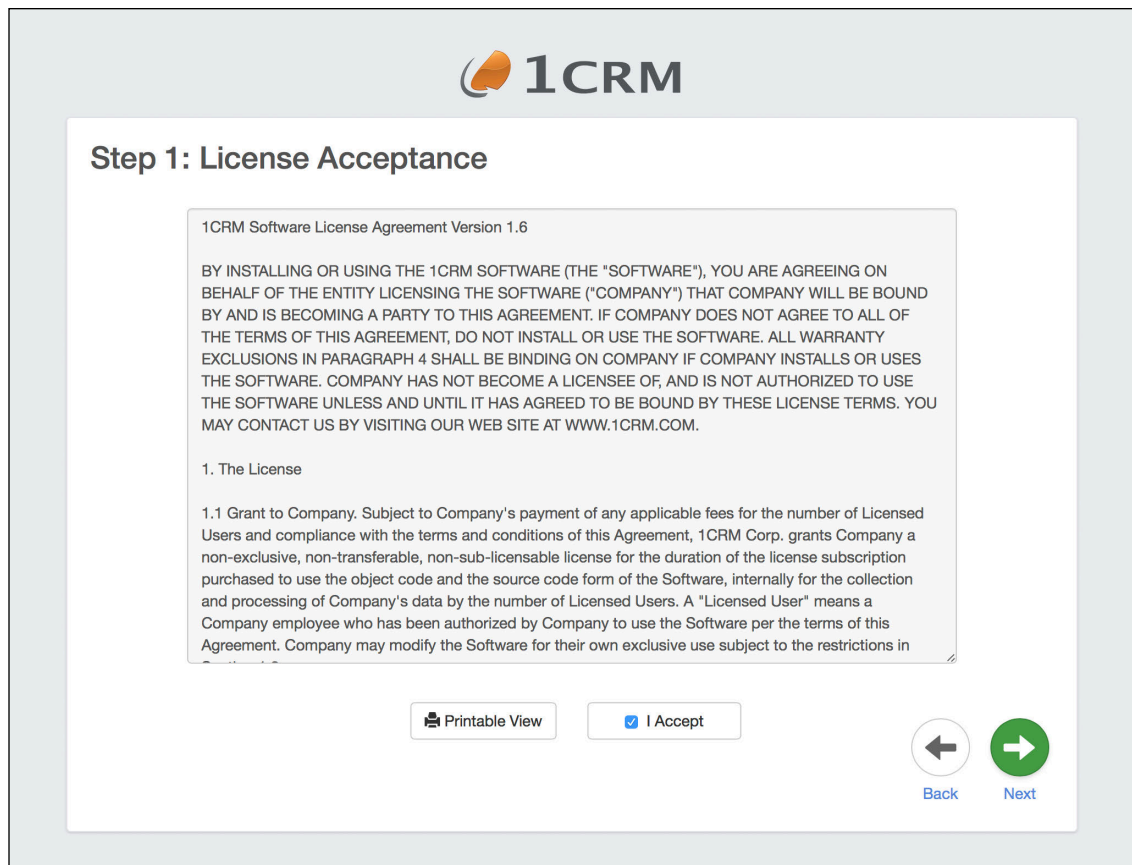 1CRM
Step 1: License Acceptance
1CRM Software License Agreement Version 1.6
BY INSTALLING OR USING THE 1CRM SOFTWARE (THE "SOFTWARE"), YOU ARE AGREEING ON
BEHALF OF THE ENTITY LICENSING THE SOFTWARE ("COMPANY") THAT COMPANY WILL BE BOUND
BY AND IS BECOMING A PARTY TO THIS AGREEMENT. IF COMPANY DOES NOT AGREE TO ALL OF
THE TERMS OF THIS AGREEMENT, DO NOT INSTALL OR USE THE SOFTWARE. ALL WARRANTY
EXCLUSIONS IN PARAGRAPH 4 SHALL BE BINDING ON COMPANY IF COMPANY INSTALLS OR USES
THE SOFTWARE. COMPANY HAS NOT BECOME A LICENSEE OF, AND IS NOT AUTHORIZED TO USE
THE SOFTWARE UNLESS AND UNTIL IT HAS AGREED TO BE BOUND BY THESE LICENSE TERMS. YOU
MAY CONTACT US BY VISITING OUR WEB SITE AT WWW.1CRM.COM.
1. The License
1.1 Grant to Company. Subject to Company's payment of any applicable fees for the number of Licensed
Users and compliance with the terms and conditions of this Agreement, 1CRM Corp. grants Company a
non-exclusive, non-transferable, non-sub-licensable license for the duration of the license subscription
purchased to use the object code and the source code form of the Software, internally for the collection
and processing of Company's data by the number of Licensed Users. A "Licensed User" means a
Company employee who has been authorized by Company to use the Software per the terms of this
Agreement. Company may modify the Software for their own exclusive use subject to the restrictions in
Printable View
I Accept
Back
Next